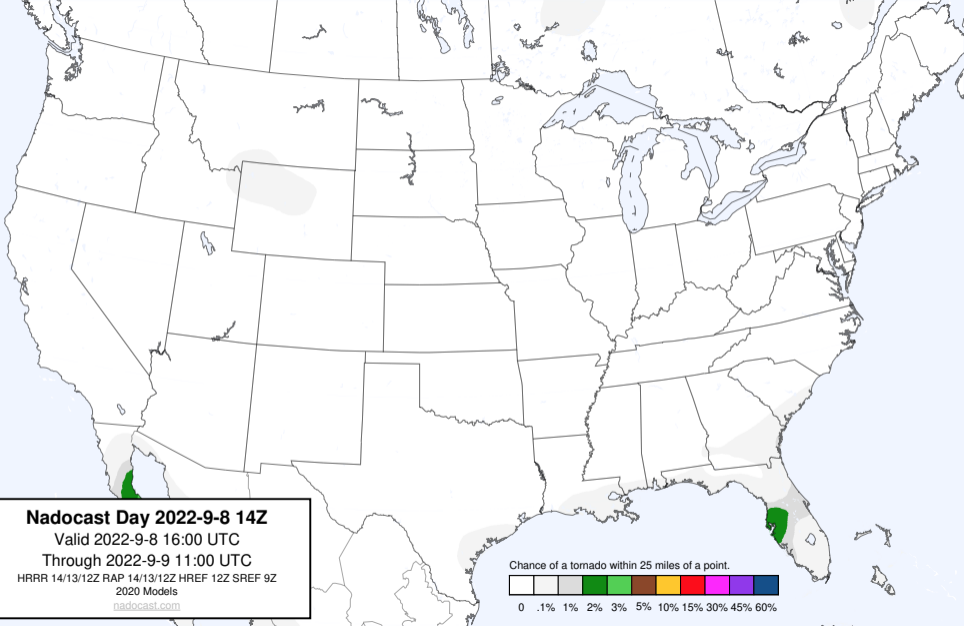 Nadocast Day 2022-9-8 14Z
Valid 2022-9-8 16:00 UTC
Through 2022-9-9 11:00 UTC
HRRR 14/13/12Z RAP 14/13/12Z HREF 12Z SREF 9Z
2020 Models
nadocast.com
Chance of a tornado within 25 miles of a point.
0 .1% 1% 2% 3% 5% 10% 15% 30% 45% 60%